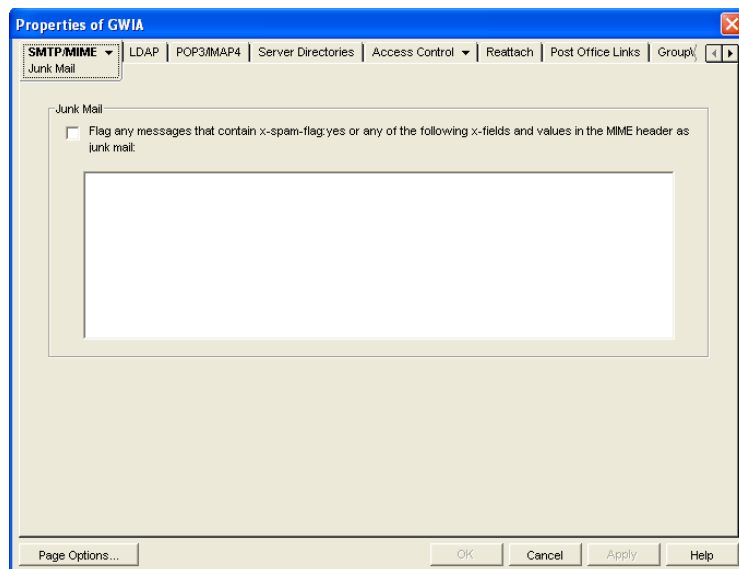 Properties of GWIA
SMTP/MIME LDAP POP3/IMAP4 Server Directories Access Control Reattach Post Office Links
Junk Mail
Junk Mail
Flag any messages that contain x-spam-flag:yes or any of the following x-fields and values in the MIME header as
junk mail:
Page Options... OK Cancel Apply Help